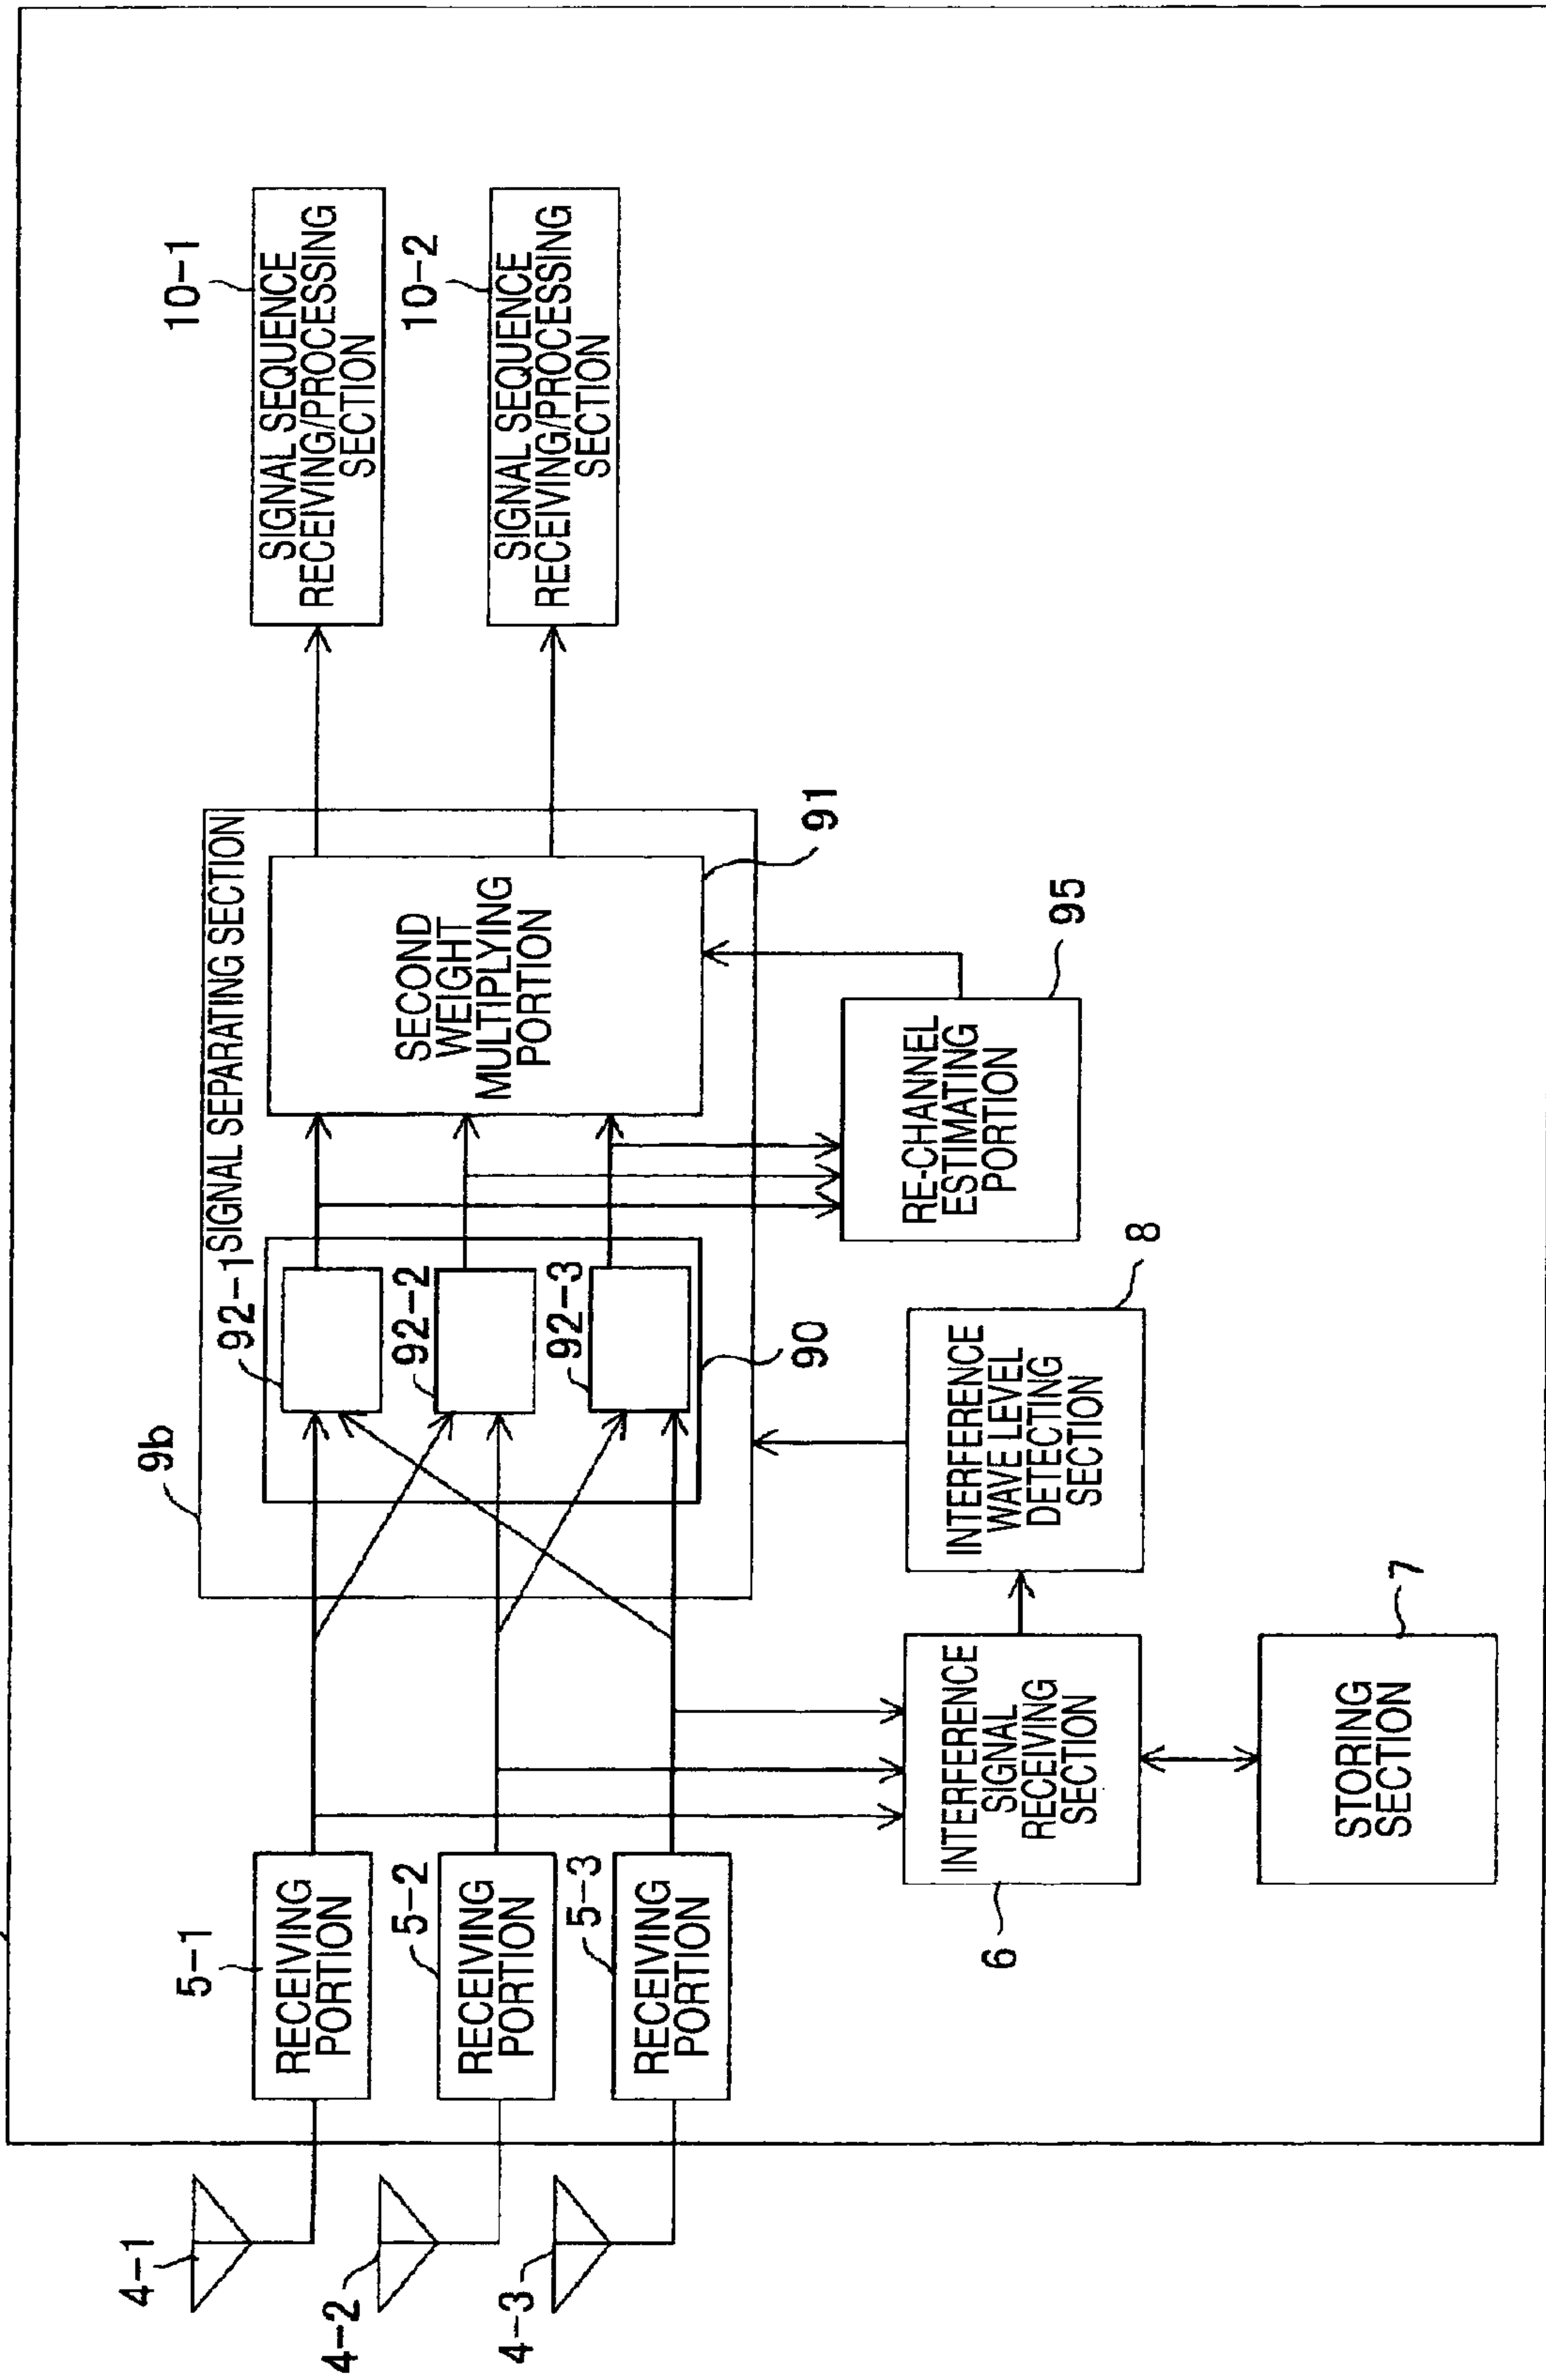 4-1
4-2
4-3
5-1
RECEIVING
PORTION
5-2
RECEIVING
PORTION
5-3
RECEIVING
PORTION
9b
SIGNAL SEPARATING SECTION
92-1
92-2
92-3
90
SECOND
WEIGHT
MULTIPLYING
PORTION
91
10-1
SIGNAL SEQUENCE
RECEIVING/PROCESSING
SECTION
10-2
SIGNAL SEQUENCE
RECEIVING/PROCESSING
SECTION
RE-CHANNEL
ESTIMATING
PORTION
95
INTERFERENCE
WAVE LEVEL
DETECTING
SECTION
8
INTERFERENCE
SIGNAL
RECEIVING
SECTION
6
STORING
SECTION
7